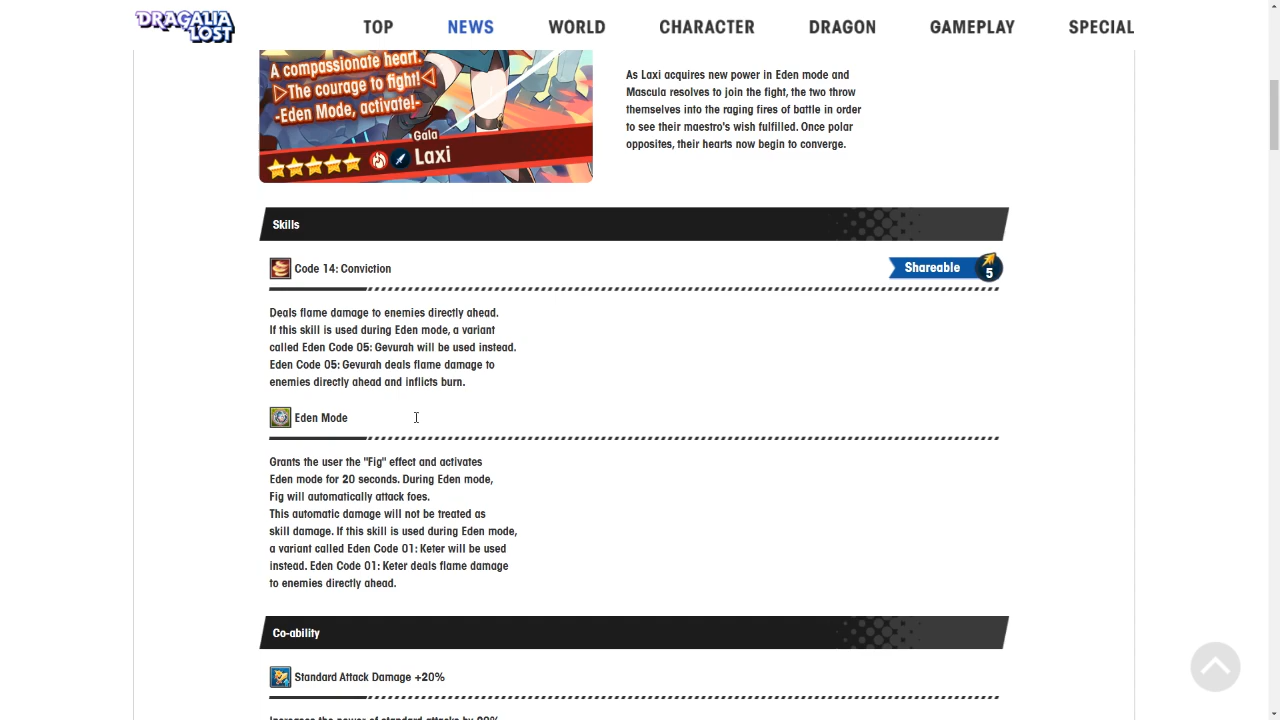 DRAGALIA
LOST
TOP NEWS WORLD CHARACTER DRAGON GAMEPLAY SPECIAL
A compassionate heart.
▷The courage to fight!◁
-Eden Mode, activate!-
Gala
Laxi
As Laxi acquires new power in Eden mode and
Mascula resolves to join the fight, the two throw
themselves into the raging fires of battle in order
to see their maestro's wish fulfilled. Once polar
opposites, their hearts now begin to converge.
Skills
Code 14: Conviction
Shareable 5
Deals flame damage to enemies directly ahead.
If this skill is used during Eden mode, a variant
called Eden Code 05: Gevurah will be used instead.
Eden Code 05: Gevurah deals flame damage to
enemies directly ahead and inflicts burn.
Eden Mode
Grants the user the "Fig" effect and activates
Eden mode for 20 seconds. During Eden mode,
Fig will automatically attack foes.
This automatic damage will not be treated as
skill damage. If this skill is used during Eden mode,
a variant called Eden Code 01: Keter will be used
instead. Eden Code 01: Keter deals flame damage
to enemies directly ahead.
Co-ability
Standard Attack Damage +20%
Increases the power of standard attacks by 20%